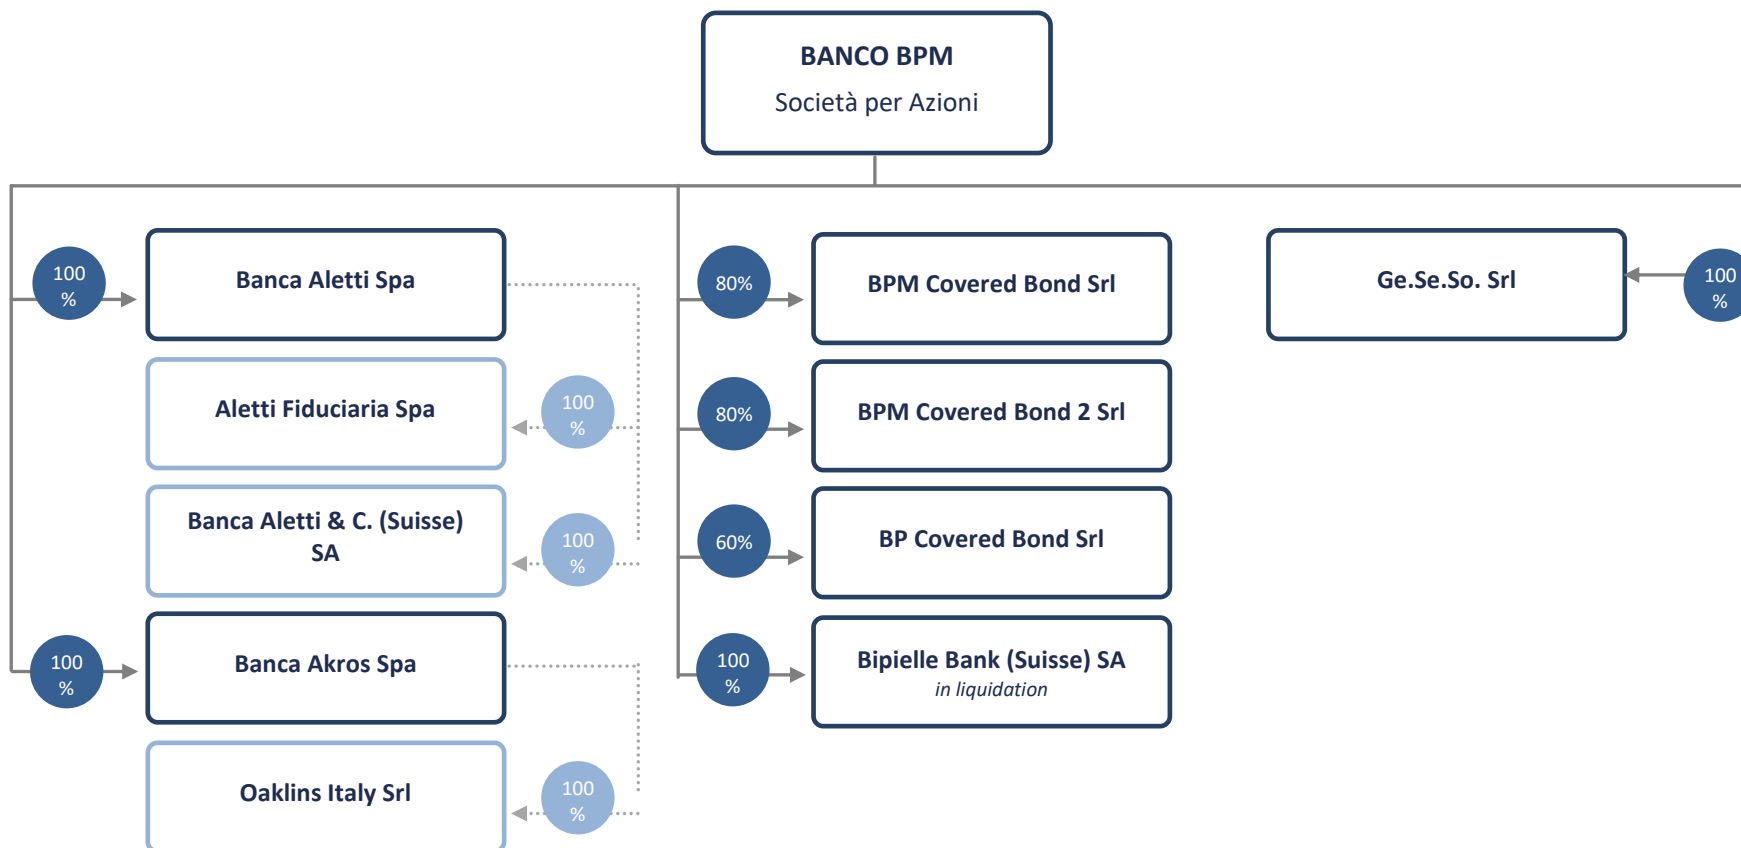 BANCO BPM
Società per Azioni
100
%
Banca Aletti Spa
80%
BPM Covered Bond Srl
Ge.Se.So. Srl
100
%
Aletti Fiduciaria Spa
100
%
80%
BPM Covered Bond 2 Srl
Banca Aletti & C. (Suisse)
SA
100
%
60%
BP Covered Bond Srl
100
%
Banca Akros Spa
100
%
Bipielle Bank (Suisse) SA
in liquidation
Oaklins Italy Srl
100
%